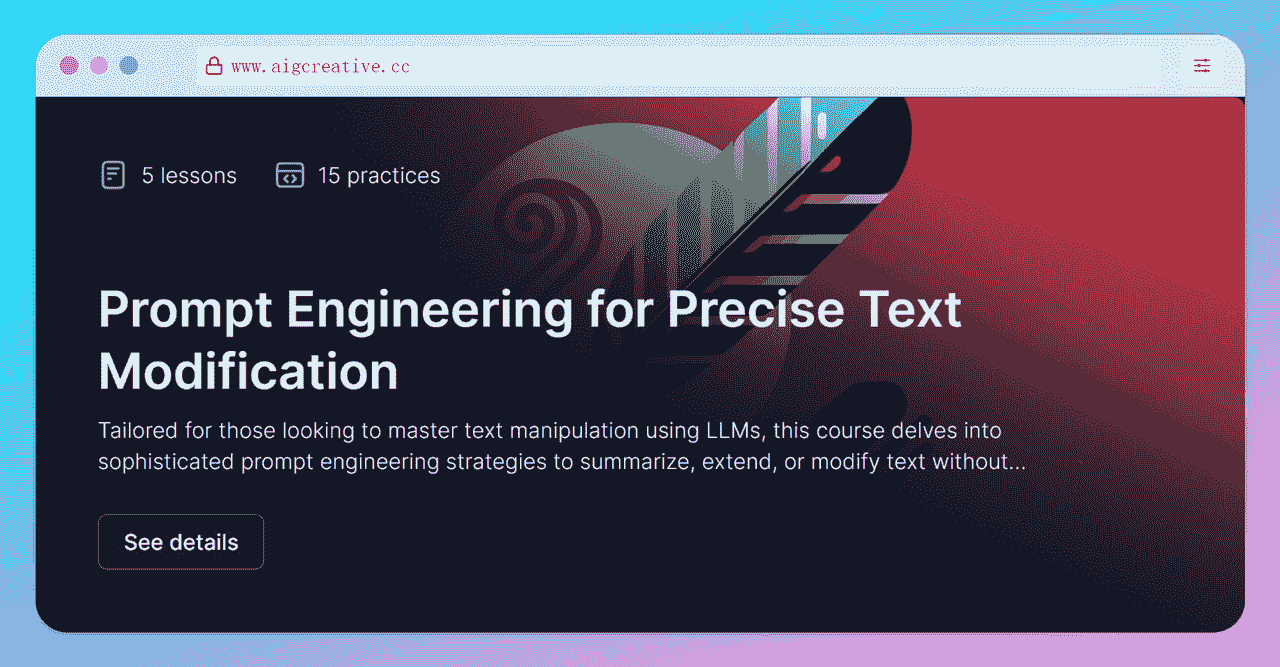 www.aigcreative.cc
5 lessons 15 practices
Prompt Engineering for Precise Text
Modification
Tailored for those looking to master text manipulation using LLMs, this course delves into
sophisticated prompt engineering strategies to summarize, extend, or modify text without...
See details